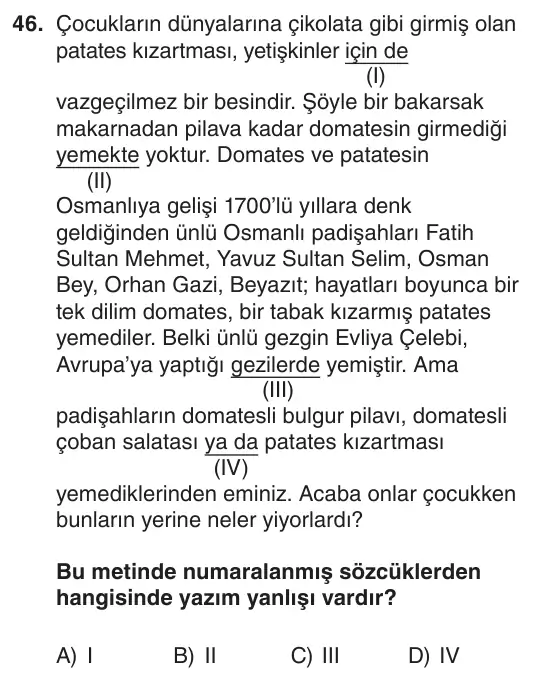 46. Çocukların dünyalarına çikolata gibi girmiş olan
patates kızartması, yetişkinler için de
(I)
vazgeçilmez bir besindir. Şöyle bir bakarsak
makarnadan pilava kadar domatesin girmediği
yemekte yoktur. Domates ve patatesin
(II)
Osmanlıya gelişi 1700'lü yıllara denk
geldiğinden ünlü Osmanlı padişahları Fatih
Sultan Mehmet, Yavuz Sultan Selim, Osman
Bey, Orhan Gazi, Beyazıt; hayatları boyunca bir
tek dilim domates, bir tabak kızarmış patates
yemediler. Belki ünlü gezgin Evliya Çelebi,
Avrupa'ya yaptığı gezilerde yemiştir. Ama
(III)
padişahların domatesli bulgur pilavı, domatesli
çoban salatası ya da patates kızartması
(IV)
yemediklerinden eminiz. Acaba onlar çocukken
bunların yerine neler yiyorlardı?
Bu metinde numaralanmış sözcüklerden
hangisinde yazım yanlışı vardır?
A) I B) II C) III D) IV